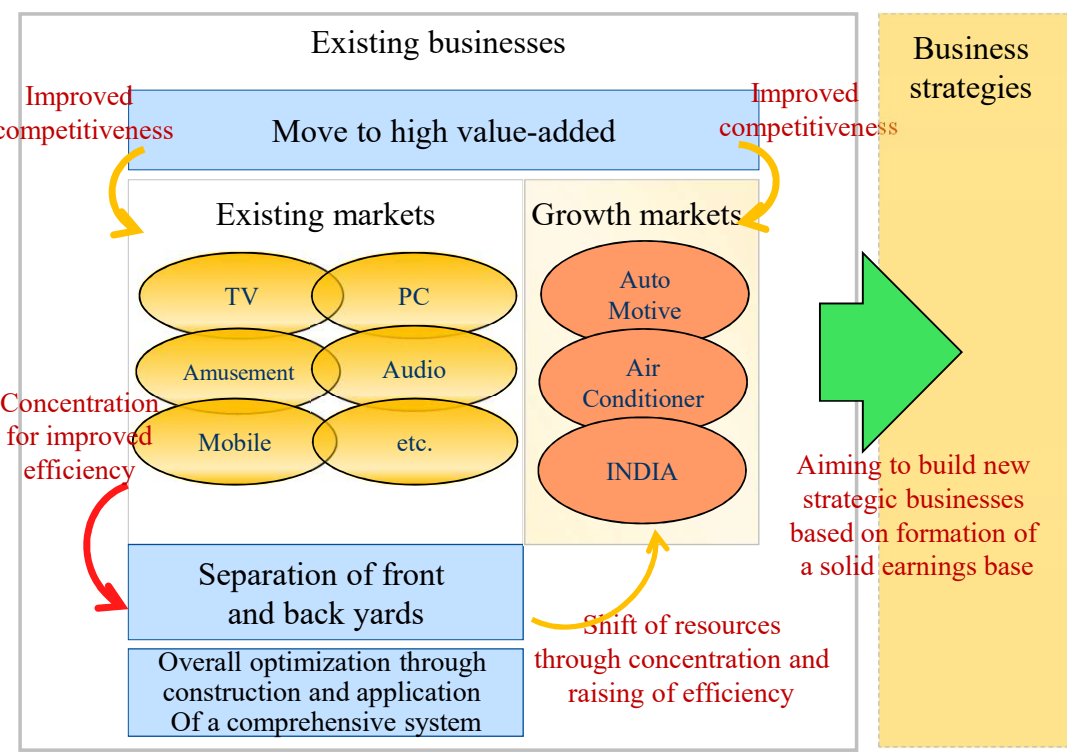 Existing businesses
Business
strategies
Improved
competitiveness
Move to high value-added
Improved
competitiveness
Existing markets
Growth markets
TV
PC
Auto
Motive
Amusement
Audio
Air
Conditioner
Mobile
etc.
INDIA
Concentration
for improved
efficiency
Aiming to build new
strategic businesses
based on formation of
a solid earnings base
Separation of front
and back yards
Shift of resources
through concentration and
raising of efficiency
Overall optimization through
construction and application
Of a comprehensive system